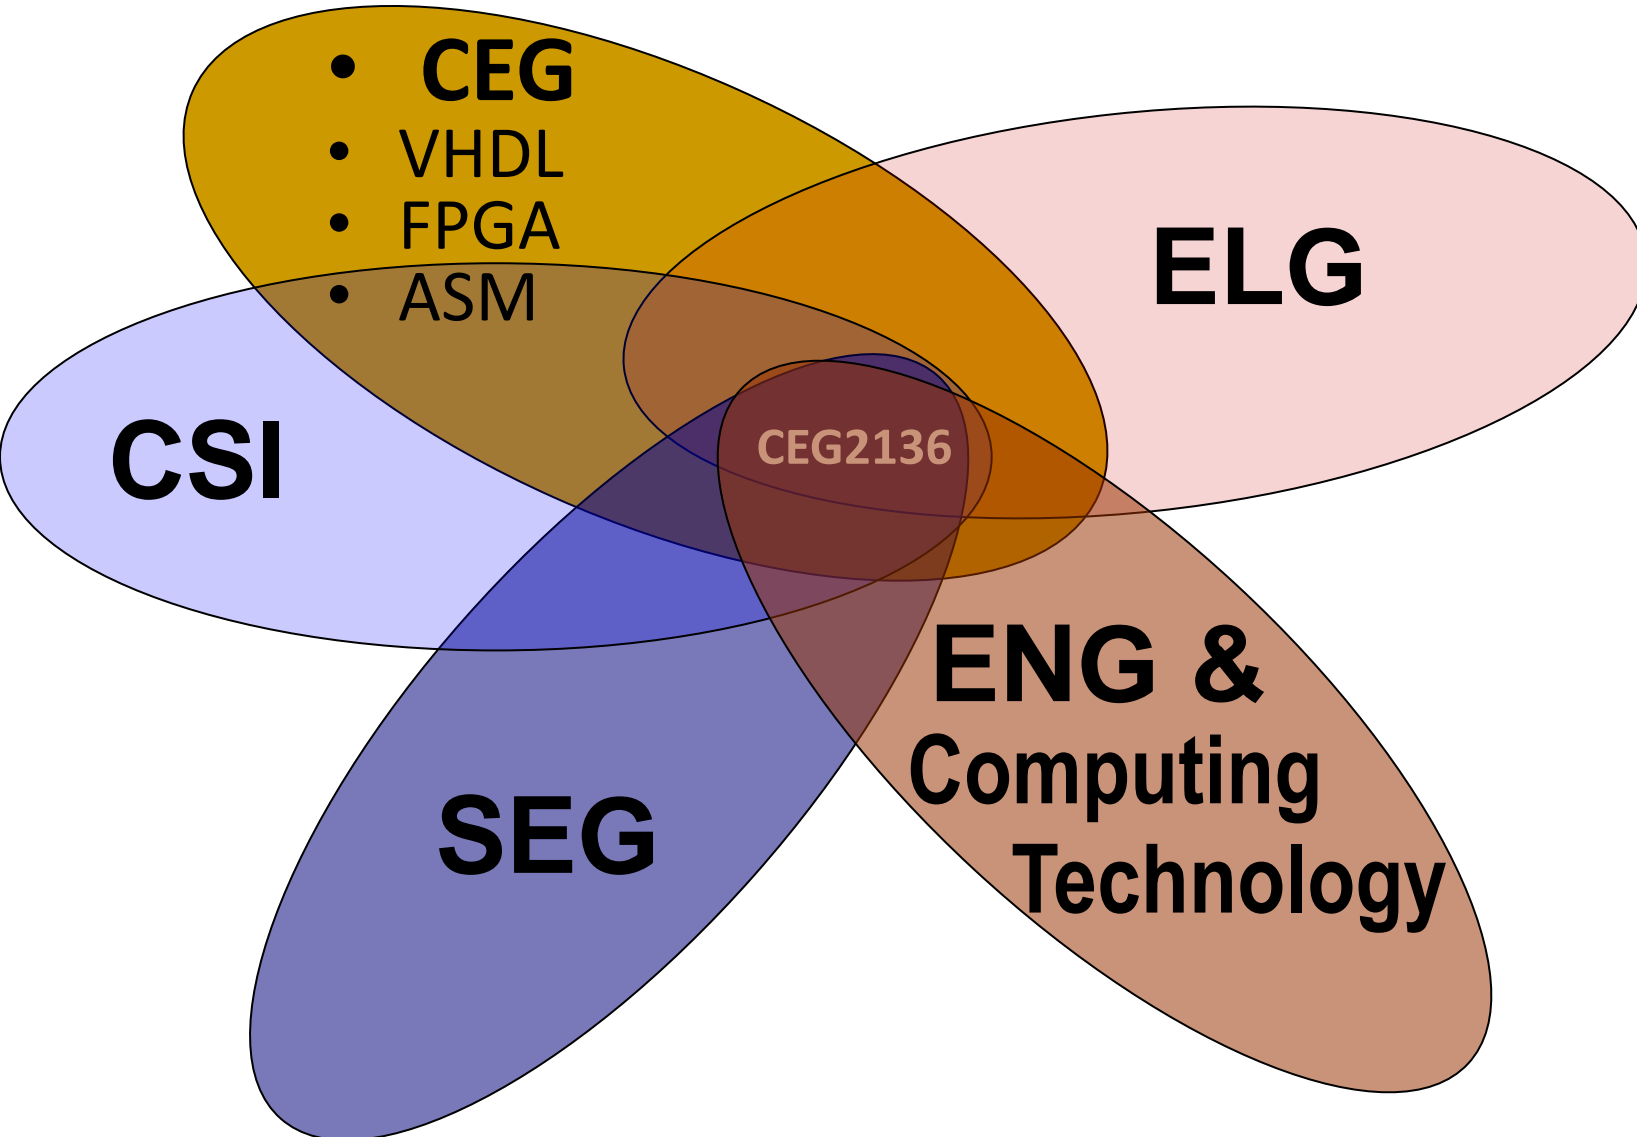 • CEG
• VHDL
• FPGA
• ASM
ELG
CSI
CEG2136
ENG &
Computing
Technology
SEG